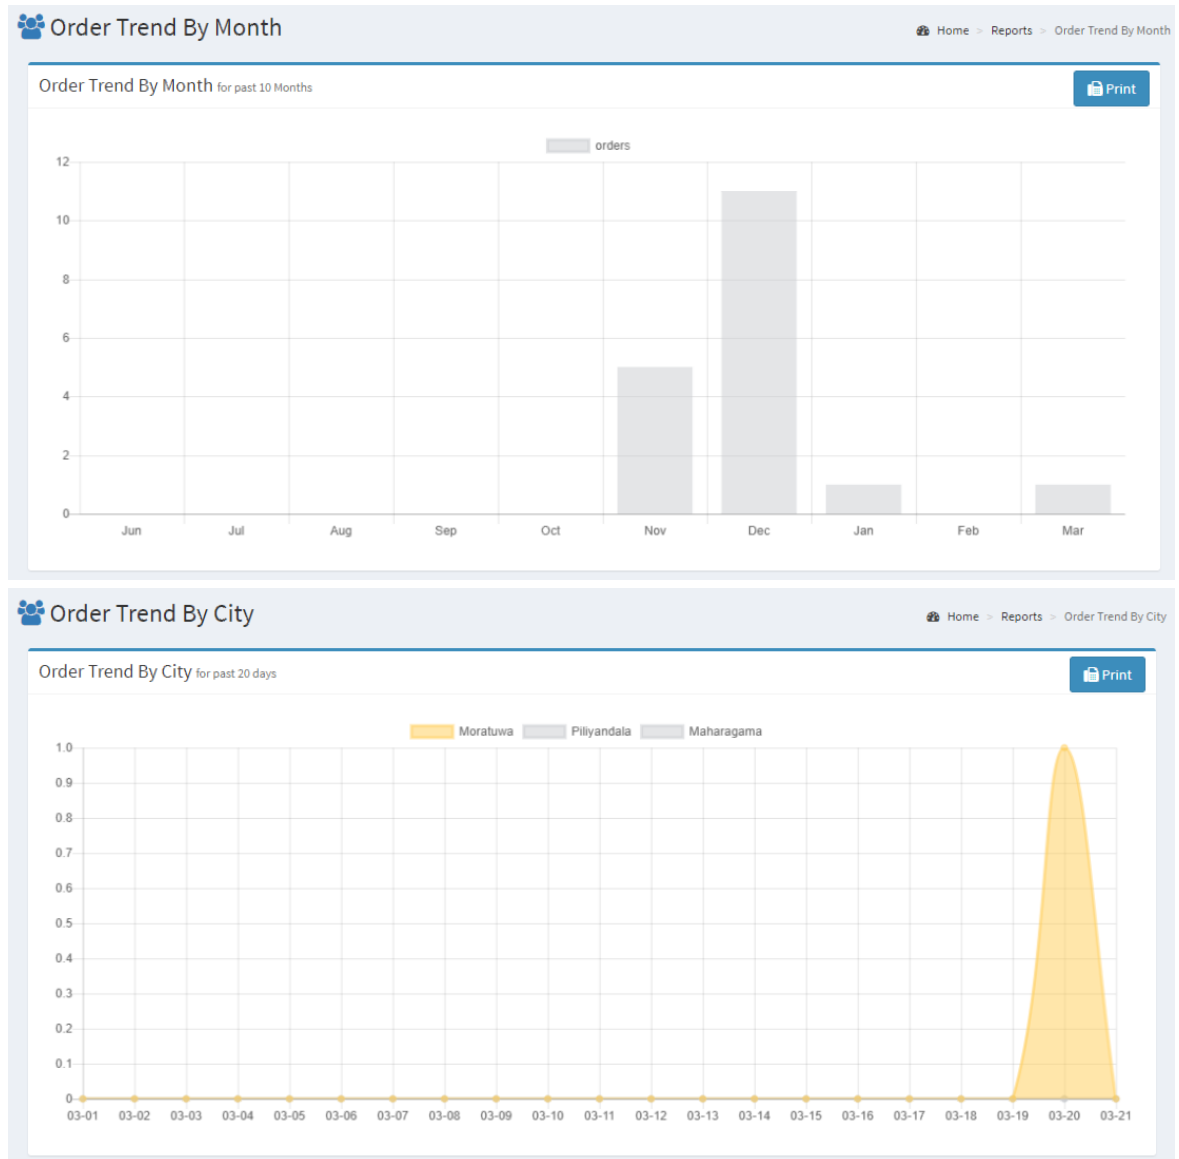 Order Trend By Month
Home > Reports > Order Trend By Month
Order Trend By Month for past 10 Months
Print
orders
12
10
8
6
4
2
0
Jun Jul Aug Sep Oct Nov Dec Jan Feb Mar
Order Trend By City
Home > Reports > Order Trend By City
Order Trend By City for past 20 days
Print
Moratuwa Piliyandala Maharagama
1.0
0.9
0.8
0.7
0.6
0.5
0.4
0.3
0.2
0.1
0
03-01 03-02 03-03 03-04 03-05 03-06 03-07 03-08 03-09 03-10 03-11 03-12 03-13 03-14 03-15 03-16 03-17 03-18 03-19 03-20 03-21